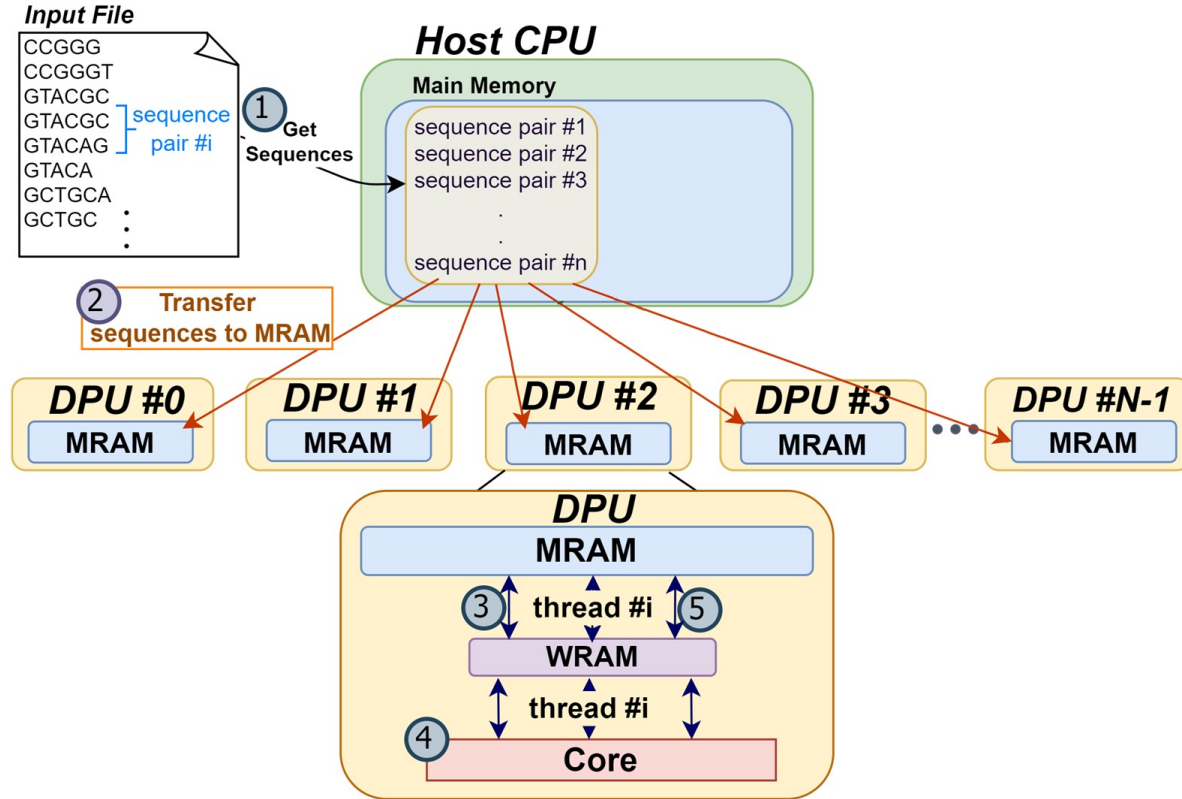 Input File
CCGGG
CCGGGT
GTACGC
GTACGC
GTACAG
GTACA
GCTGCA
GCTGC
sequence
pair #i
1
Get
Sequences
Host CPU
Main Memory
sequence pair #1
sequence pair #2
sequence pair #3
.
.
sequence pair #n
2
Transfer
sequences to MRAM
DPU #0
MRAM
DPU #1
MRAM
DPU #2
MRAM
DPU #3
MRAM
DPU #N-1
MRAM
DPU
MRAM
3
thread #i
5
WRAM
thread #i
4
Core